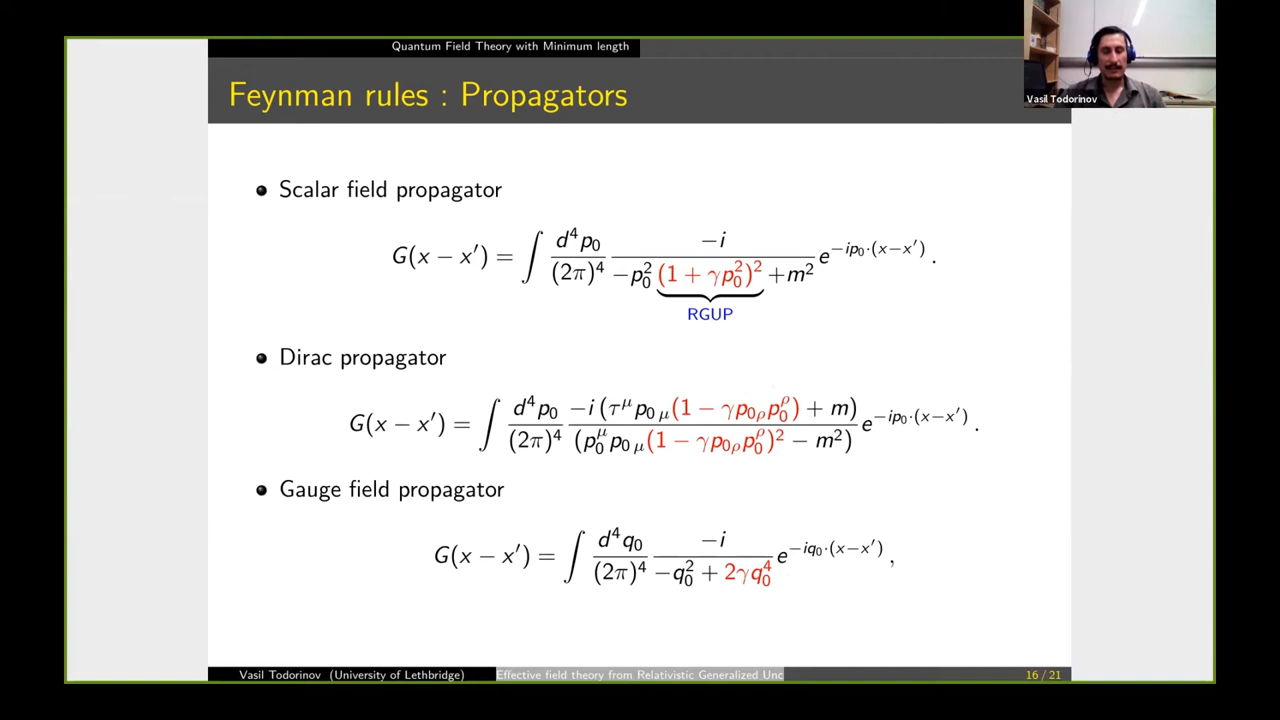 Quantum Field Theory with Minimum length
Feynman rules : Propagators
Vasil Todorinov
Scalar field propagator
G(x − x′) = ∫ d⁴p₀/(2π)⁴ −i/(−p₀²(1 + γp₀²)² + m²) e^{−ip₀·(x−x′)} .
RGUP
Dirac propagator
G(x − x′) = ∫ d⁴p₀/(2π)⁴ −i(τ^μ p₀_μ(1 − γp₀_ρ p₀^ρ) + m)/(p₀^μ p₀_μ(1 − γp₀_ρ p₀^ρ)² − m²) e^{−ip₀·(x−x′)} .
Gauge field propagator
G(x − x′) = ∫ d⁴q₀/(2π)⁴ −i/(−q₀² + 2γq₀⁴) e^{−iq₀·(x−x′)} ,
Vasil Todorinov (University of Lethbridge) Effective field theory from Relativistic Generalized Unc 16 / 21